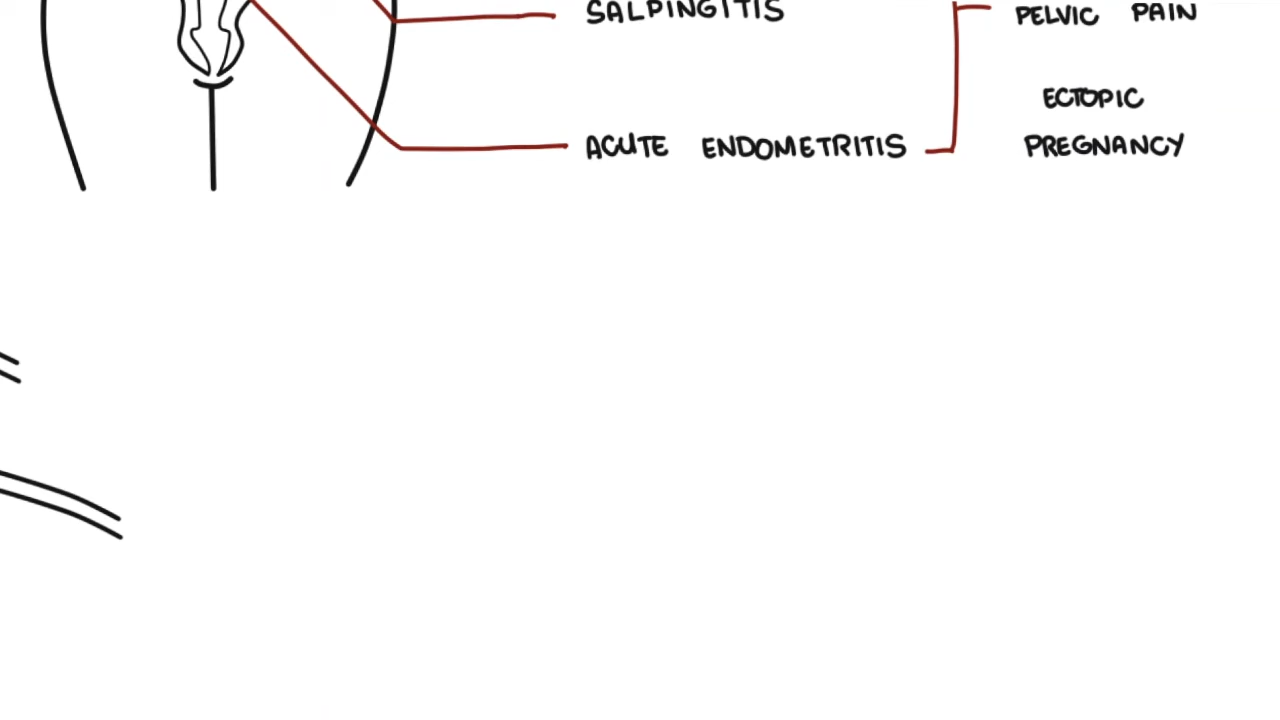 SALPINGITIS
PELVIC PAIN
ECTOPIC
ACUTE ENDOMETRITIS
PREGNANCY